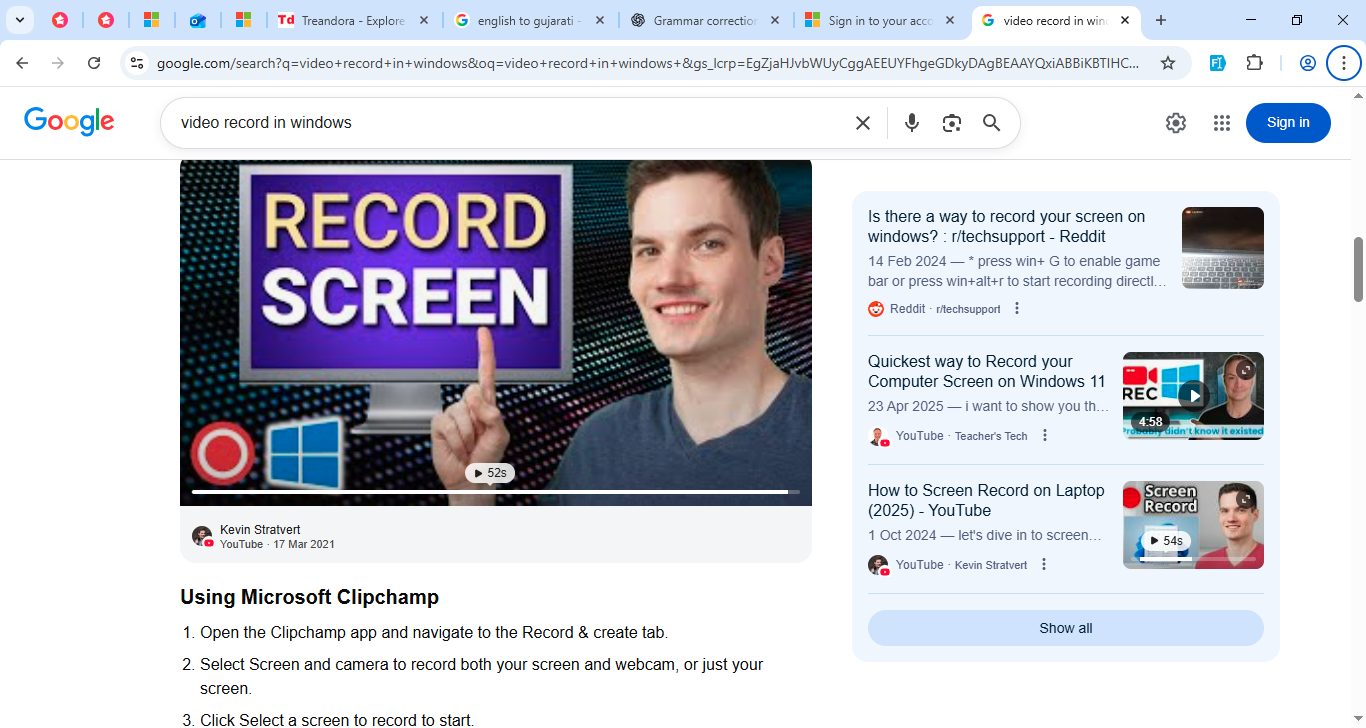 Treandora - Explore
english to gujarati -
Grammar correction
Sign in to your acco
video record in wind
google.com/search?q=video+record+in+windows&oq=video+record+in+windows+&gs_lcrp=EgZjaHJvbWUyCggAEEUYFhgeGDkyDAgBEAAYQxiABBiKBTIHC...
Google
video record in windows
Sign in
RECORD
SCREEN
52s
Kevin Stratvert
YouTube · 17 Mar 2021
Using Microsoft Clipchamp
1. Open the Clipchamp app and navigate to the Record & create tab.
2. Select Screen and camera to record both your screen and webcam, or just your
screen.
3. Click Select a screen to record to start.
Is there a way to record your screen on
windows? : r/techsupport - Reddit
14 Feb 2024 — * press win+ G to enable game
bar or press win+alt+r to start recording directl...
Reddit · r/techsupport
Quickest way to Record your
Computer Screen on Windows 11
23 Apr 2025 — i want to show you th...
YouTube · Teacher's Tech
REC
4:58
Probably didn't know it existed
How to Screen Record on Laptop
(2025) - YouTube
1 Oct 2024 — let's dive in to screen...
YouTube · Kevin Stratvert
Screen
Record
54s
Show all